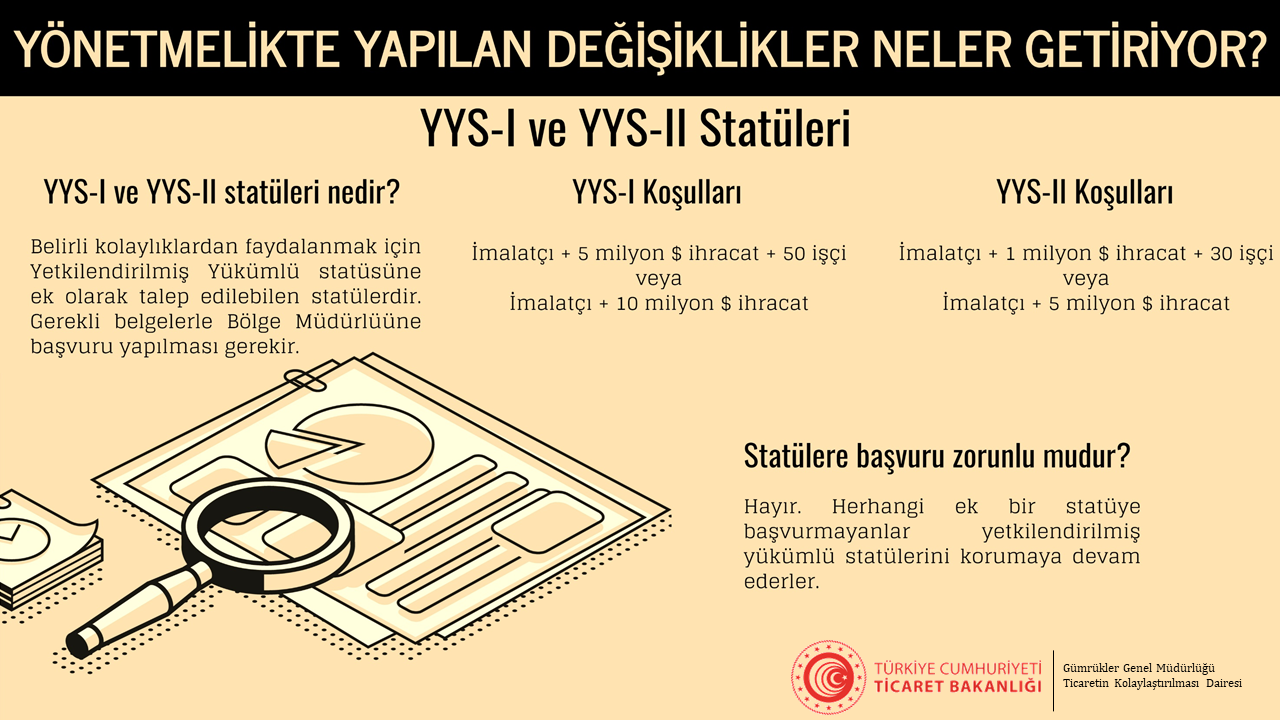 YÖNETMELİKTE YAPILAN DEĞİŞİKLİKLER NELER GETİRİYOR?
YYS-I ve YYS-II Statüleri
YYS-I ve YYS-II statüleri nedir?
Belirli kolaylıklardan faydalanmak için
Yetkilendirilmiş Yükümlü statüsüne
ek olarak talep edilebilen statülerdir.
Gerekli belgelerle Bölge Müdürlüüne
başvuru yapılması gerekir.
YYS-I Koşulları
İmalatçı + 5 milyon $ ihracat + 50 işçi
veya
İmalatçı + 10 milyon $ ihracat
YYS-II Koşulları
İmalatçı + 1 milyon $ ihracat + 30 işçi
veya
İmalatçı + 5 milyon $ ihracat
Statülere başvuru zorunlu mudur?
Hayır. Herhangi ek bir statüye
başvurmayanlar yetkilendirilmiş
yükümlü statülerini korumaya devam
ederler.
TÜRKİYE CUMHURİYETİ
TİCARET BAKANLIĞI
Gümrükler Genel Müdürlüğü
Ticaretin Kolaylaştırılması Dairesi